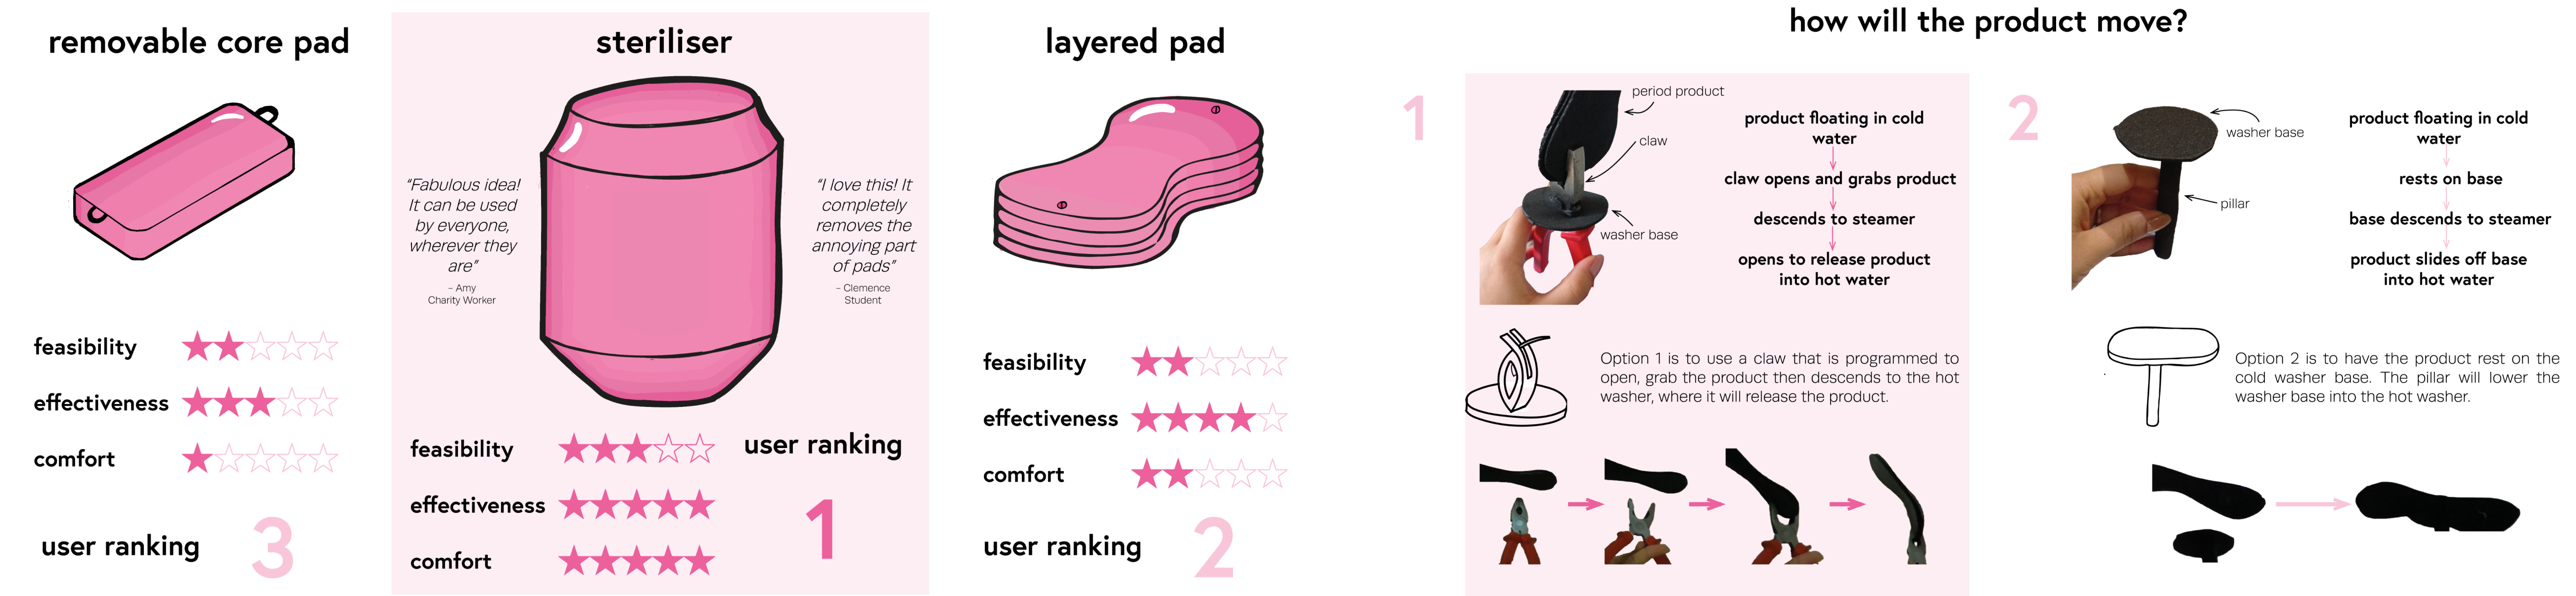 removable core pad
feasibility
effectiveness
comfort
user ranking
3
steriliser
“Fabulous idea!
It can be used
by everyone,
wherever they
are”
– Amy
Charity Worker
“I love this! It
completely
removes the
annoying part
of pads”
– Clemence
Student
feasibility
effectiveness
comfort
user ranking
1
layered pad
feasibility
effectiveness
comfort
user ranking
2
how will the product move?
1
period product
claw
washer base
product floating in cold
water
claw opens and grabs product
descends to steamer
opens to release product
into hot water
Option 1 is to use a claw that is programmed to
open, grab the product then descends to the hot
washer, where it will release the product.
2
washer base
pillar
product floating in cold
water
rests on base
base descends to steamer
product slides off base
into hot water
Option 2 is to have the product rest on the
cold washer base. The pillar will lower the
washer base into the hot washer.